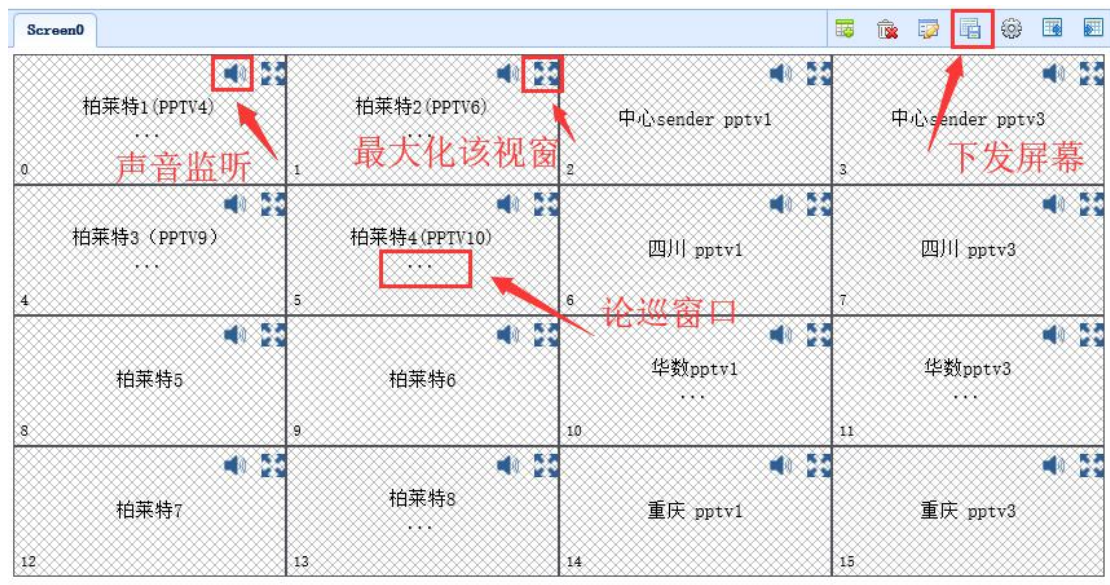 Screen0
柏莱特1(PPTV4)
...
声音监听
0
柏莱特2(PPTV6)
...
最大化该视窗
1
中心sender pptv1
2
中心sender pptv3
下发屏幕
3
柏莱特3（PPTV9）
...
4
柏莱特4(PPTV10)
...
5
四川 pptv1
6
论巡窗口
四川 pptv3
7
柏莱特5
8
柏莱特6
9
华数pptv1
...
10
华数pptv3
...
11
柏莱特7
12
柏莱特8
...
13
重庆 pptv1
14
重庆 pptv3
15